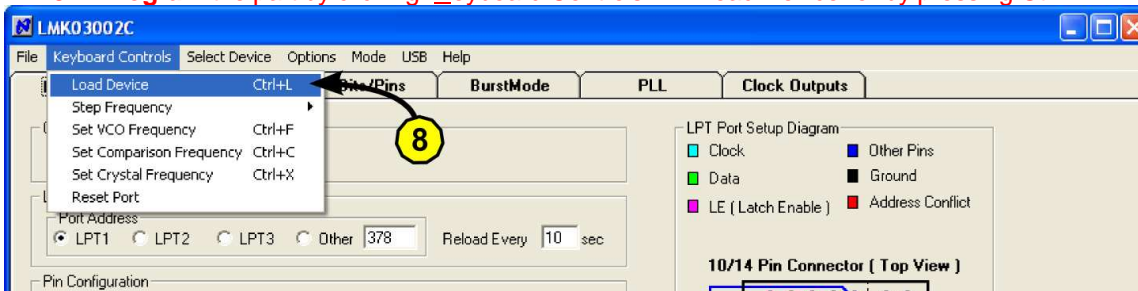 LMK03002C
File Keyboard Controls Select Device Options Mode USB Help
Load Device Ctrl+L
Bits/Pins BurstMode PLL Clock Outputs
Step Frequency
Set VCO Frequency Ctrl+F
Set Comparison Frequency Ctrl+C
Set Crystal Frequency Ctrl+X
Reset Port
8
LPT Port Setup Diagram
Clock Other Pins
Data Ground
LE ( Latch Enable ) Address Conflict
Port Address
LPT1 LPT2 LPT3 Other 378 Reload Every 10 sec
10/14 Pin Connector ( Top View )
Pin Configuration